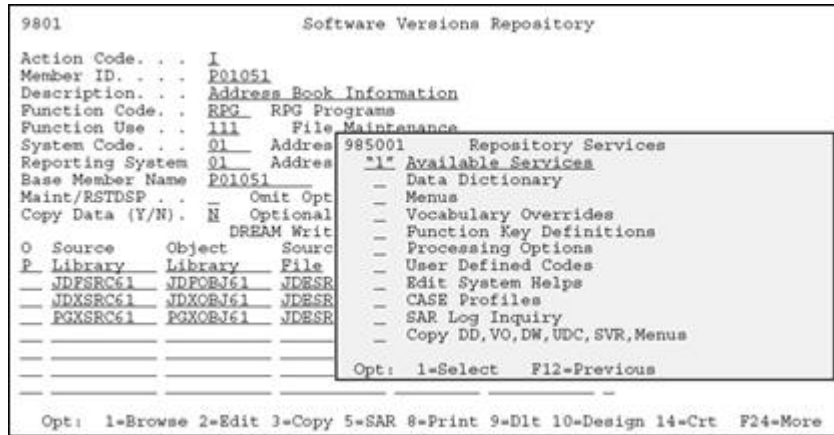 9801 Software Versions Repository
Action Code. . . I
Member ID. . . . P01051
Description. . . Address Book Information
Function Code. . RPG RPG Programs
Function Use . . 111 File Maintenance
System Code. . . 01 Addres
Reporting System 01 Addres
Base Member Name P01051
Maint/RSTDSP . . _ Omit Opt
Copy Data (Y/N). N Optional
DREAM Writ
O Source Object Sourc
P Library Library File
JDFSRC61 JDFOBJ61 JDESR
JDXSRC61 JDXOBJ61 JDESR
PGXSRC61 PGXOBJ61 JDESR
985001 Repository Services
"1" Available Services
_ Data Dictionary
_ Menus
_ Vocabulary Overrides
_ Function Key Definitions
_ Processing Options
_ User Defined Codes
_ Edit System Helps
_ CASE Profiles
_ SAR Log Inquiry
_ Copy DD,VO,DW,UDC,SVR,Menus
Opt: 1=Select F12=Previous
Opt: 1=Browse 2=Edit 3=Copy 5=SAR 8=Print 9=Dlt 10=Design 14=Crt F24=More